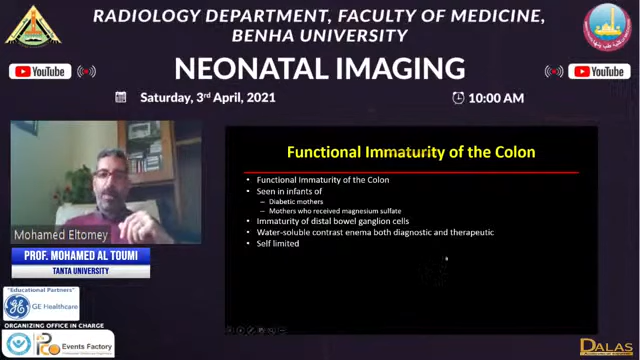 RADIOLOGY DEPARTMENT, FACULTY OF MEDICINE,
BENHA UNIVERSITY
YouTube
NEONATAL IMAGING
YouTube
Saturday, 3rd April, 2021
10:00 AM
Functional Immaturity of the Colon
• Functional Immaturity of the Colon
• Seen in infants of
– Diabetic mothers
– Mothers who received magnesium sulfate
• Immaturity of distal bowel ganglion cells
• Water-soluble contrast enema both diagnostic and therapeutic
• Self limited
Mohamed Eltomey
PROF. MOHAMED AL TOUMI
TANTA UNIVERSITY
"Educational Partners"
GE Healthcare
ORGANIZING OFFICE IN CHARGE
Events Factory
DALAS